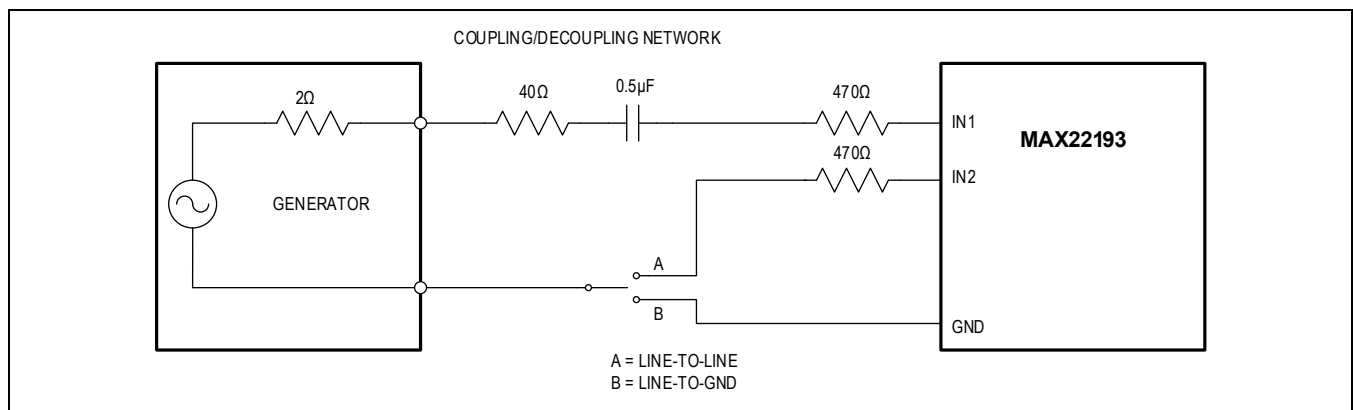 COUPLING/DECOUPLING NETWORK
2Ω
40Ω
0.5µF
470Ω
IN1
MAX22193
470Ω
IN2
GENERATOR
A
B
GND
A = LINE-TO-LINE
B = LINE-TO-GND